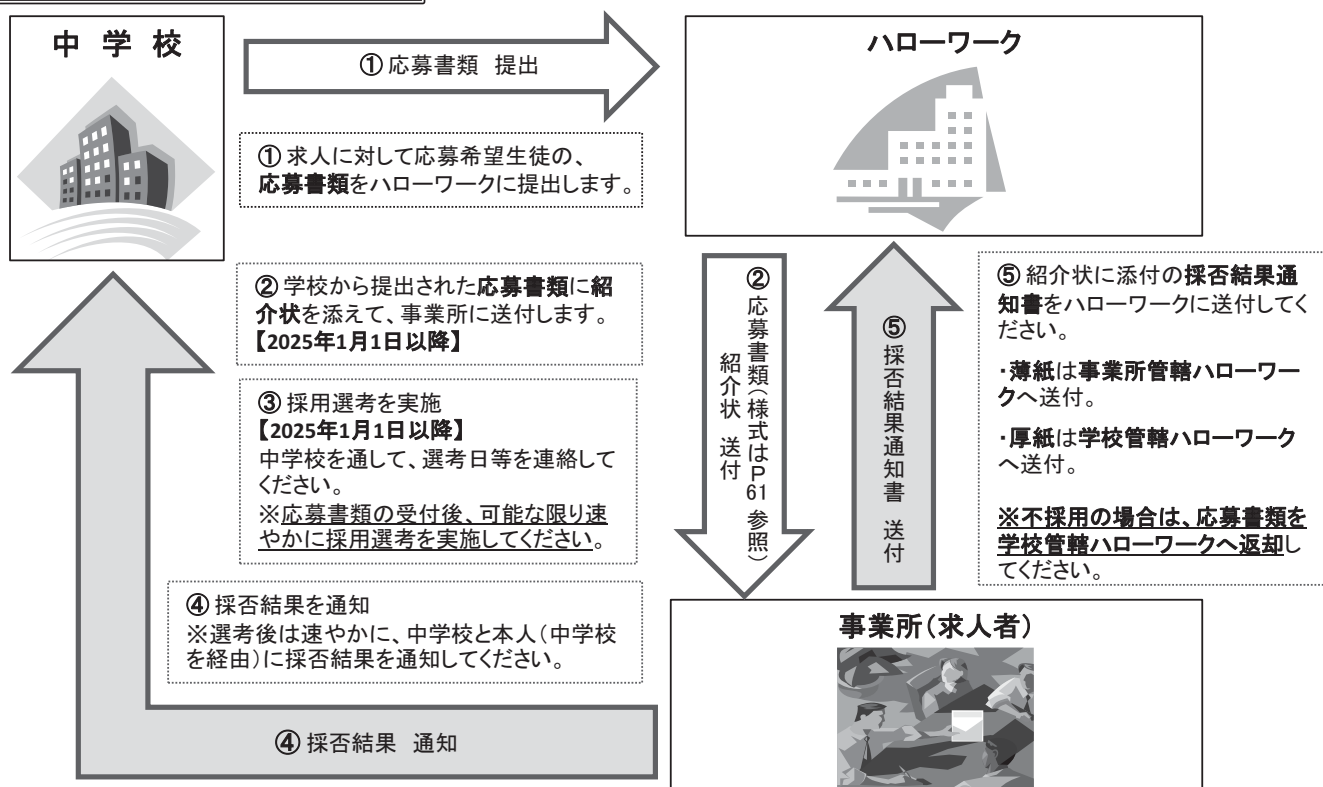 中 学 校
① 応募書類 提出
ハローワーク
① 求人に対して応募希望生徒の、
応募書類をハローワークに提出します。
② 学校から提出された応募書類に紹
介状を添えて、事業所に送付します。
【2025年1月1日以降】
③ 採用選考を実施
【2025年1月1日以降】
中学校を通して、選考日等を連絡して
ください。
※応募書類の受付後、可能な限り速
やかに採用選考を実施してください。
② 応募書類(様式はP61 参照)
紹介状 送付
⑤ 採否結果通知書 送付
⑤ 紹介状に添付の採否結果通
知書をハローワークに送付してく
ださい。
・薄紙は事業所管轄ハローワー
クへ送付。
・厚紙は学校管轄ハローワーク
へ送付。
※不採用の場合は、応募書類を
学校管轄ハローワークへ返却し
てください。
④ 採否結果を通知
※選考後は速やかに、中学校と本人(中学校
を経由)に採否結果を通知してください。
④ 採否結果 通知
事業所(求人者)